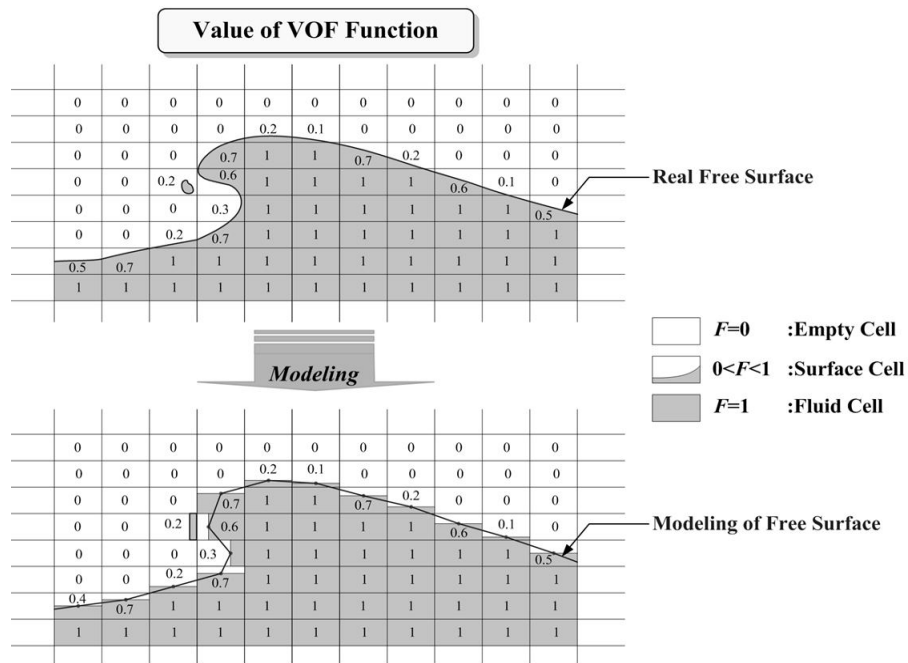 Value of VOF Function
0 0 0 0 0 0 0 0 0 0 0
0 0 0 0 0.2 0.1 0 0 0 0 0
0 0 0 0.7 1 1 0.7 0.2 0 0 0
0 0 0.2 0.6 1 1 1 1 0.6 0.1 0
Real Free Surface
0 0 0 0.3 1 1 1 1 1 1 0.5
0 0 0.2 0.7 1 1 1 1 1 1 1
0.5 0.7 1 1 1 1 1 1 1 1 1
1 1 1 1 1 1 1 1 1 1 1
Modeling
F=0 :Empty Cell
0<F<1 :Surface Cell
F=1 :Fluid Cell
0 0 0 0 0 0 0 0 0 0 0
0 0 0 0 0.2 0.1 0 0 0 0 0
0 0 0 0.7 1 1 0.7 0.2 0 0 0
0 0 0.2 0.6 1 1 1 1 0.6 0.1 0
Modeling of Free Surface
0 0 0 0.3 1 1 1 1 1 1 0.5
0 0 0.2 0.7 1 1 1 1 1 1 1
0.4 0.7 1 1 1 1 1 1 1 1 1
1 1 1 1 1 1 1 1 1 1 1